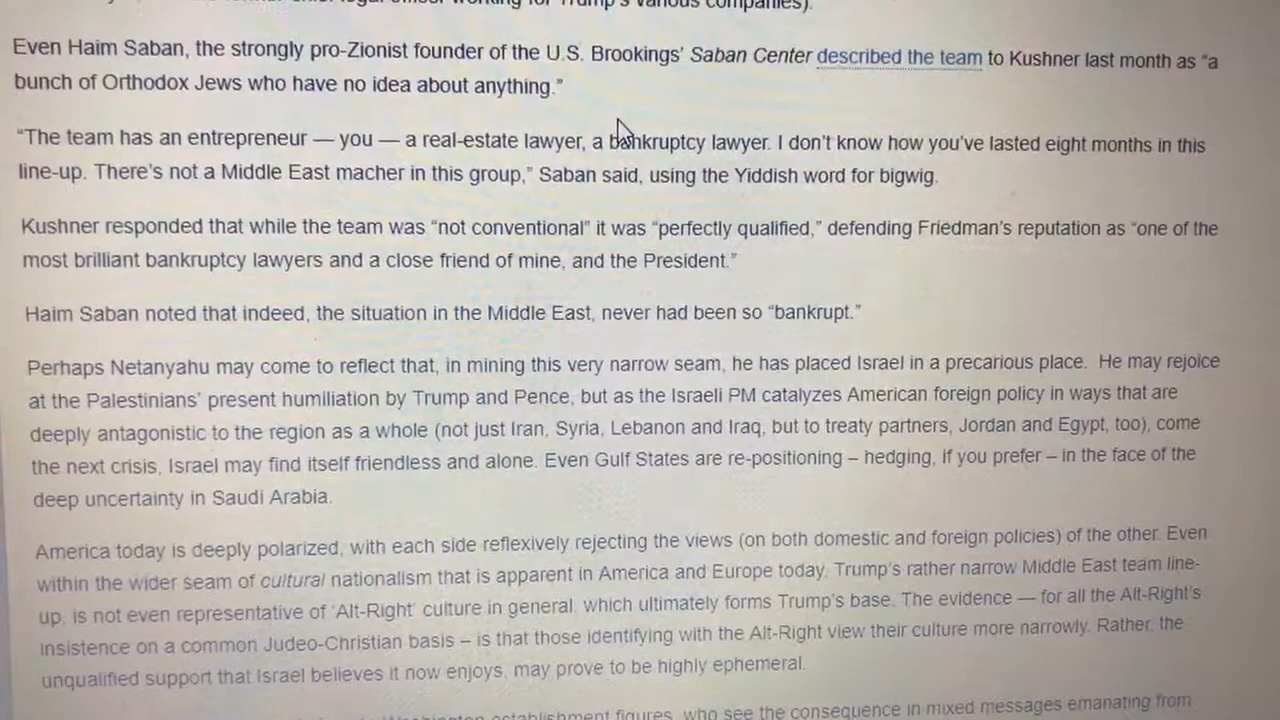 working for Trump's various companies).
Even Haim Saban, the strongly pro-Zionist founder of the U.S. Brookings' Saban Center described the team to Kushner last month as “a
bunch of Orthodox Jews who have no idea about anything.”
“The team has an entrepreneur — you — a real-estate lawyer, a bankruptcy lawyer. I don't know how you've lasted eight months in this
line-up. There's not a Middle East macher in this group,” Saban said, using the Yiddish word for bigwig.
Kushner responded that while the team was “not conventional” it was “perfectly qualified,” defending Friedman's reputation as “one of the
most brilliant bankruptcy lawyers and a close friend of mine, and the President.”
Haim Saban noted that indeed, the situation in the Middle East, never had been so “bankrupt.”
Perhaps Netanyahu may come to reflect that, in mining this very narrow seam, he has placed Israel in a precarious place. He may rejoice
at the Palestinians' present humiliation by Trump and Pence, but as the Israeli PM catalyzes American foreign policy in ways that are
deeply antagonistic to the region as a whole (not just Iran, Syria, Lebanon and Iraq, but to treaty partners, Jordan and Egypt, too), come
the next crisis, Israel may find itself friendless and alone. Even Gulf States are re-positioning – hedging, if you prefer – in the face of the
deep uncertainty in Saudi Arabia.
America today is deeply polarized, with each side reflexively rejecting the views (on both domestic and foreign policies) of the other. Even
within the wider seam of cultural nationalism that is apparent in America and Europe today, Trump's rather narrow Middle East team line-
up, is not even representative of 'Alt-Right' culture in general, which ultimately forms Trump's base. The evidence — for all the Alt-Right's
insistence on a common Judeo-Christian basis – is that those identifying with the Alt-Right view their culture more narrowly. Rather, the
unqualified support that Israel believes it now enjoys, may prove to be highly ephemeral.
establishment figures, who see the consequence in mixed messages emanating from